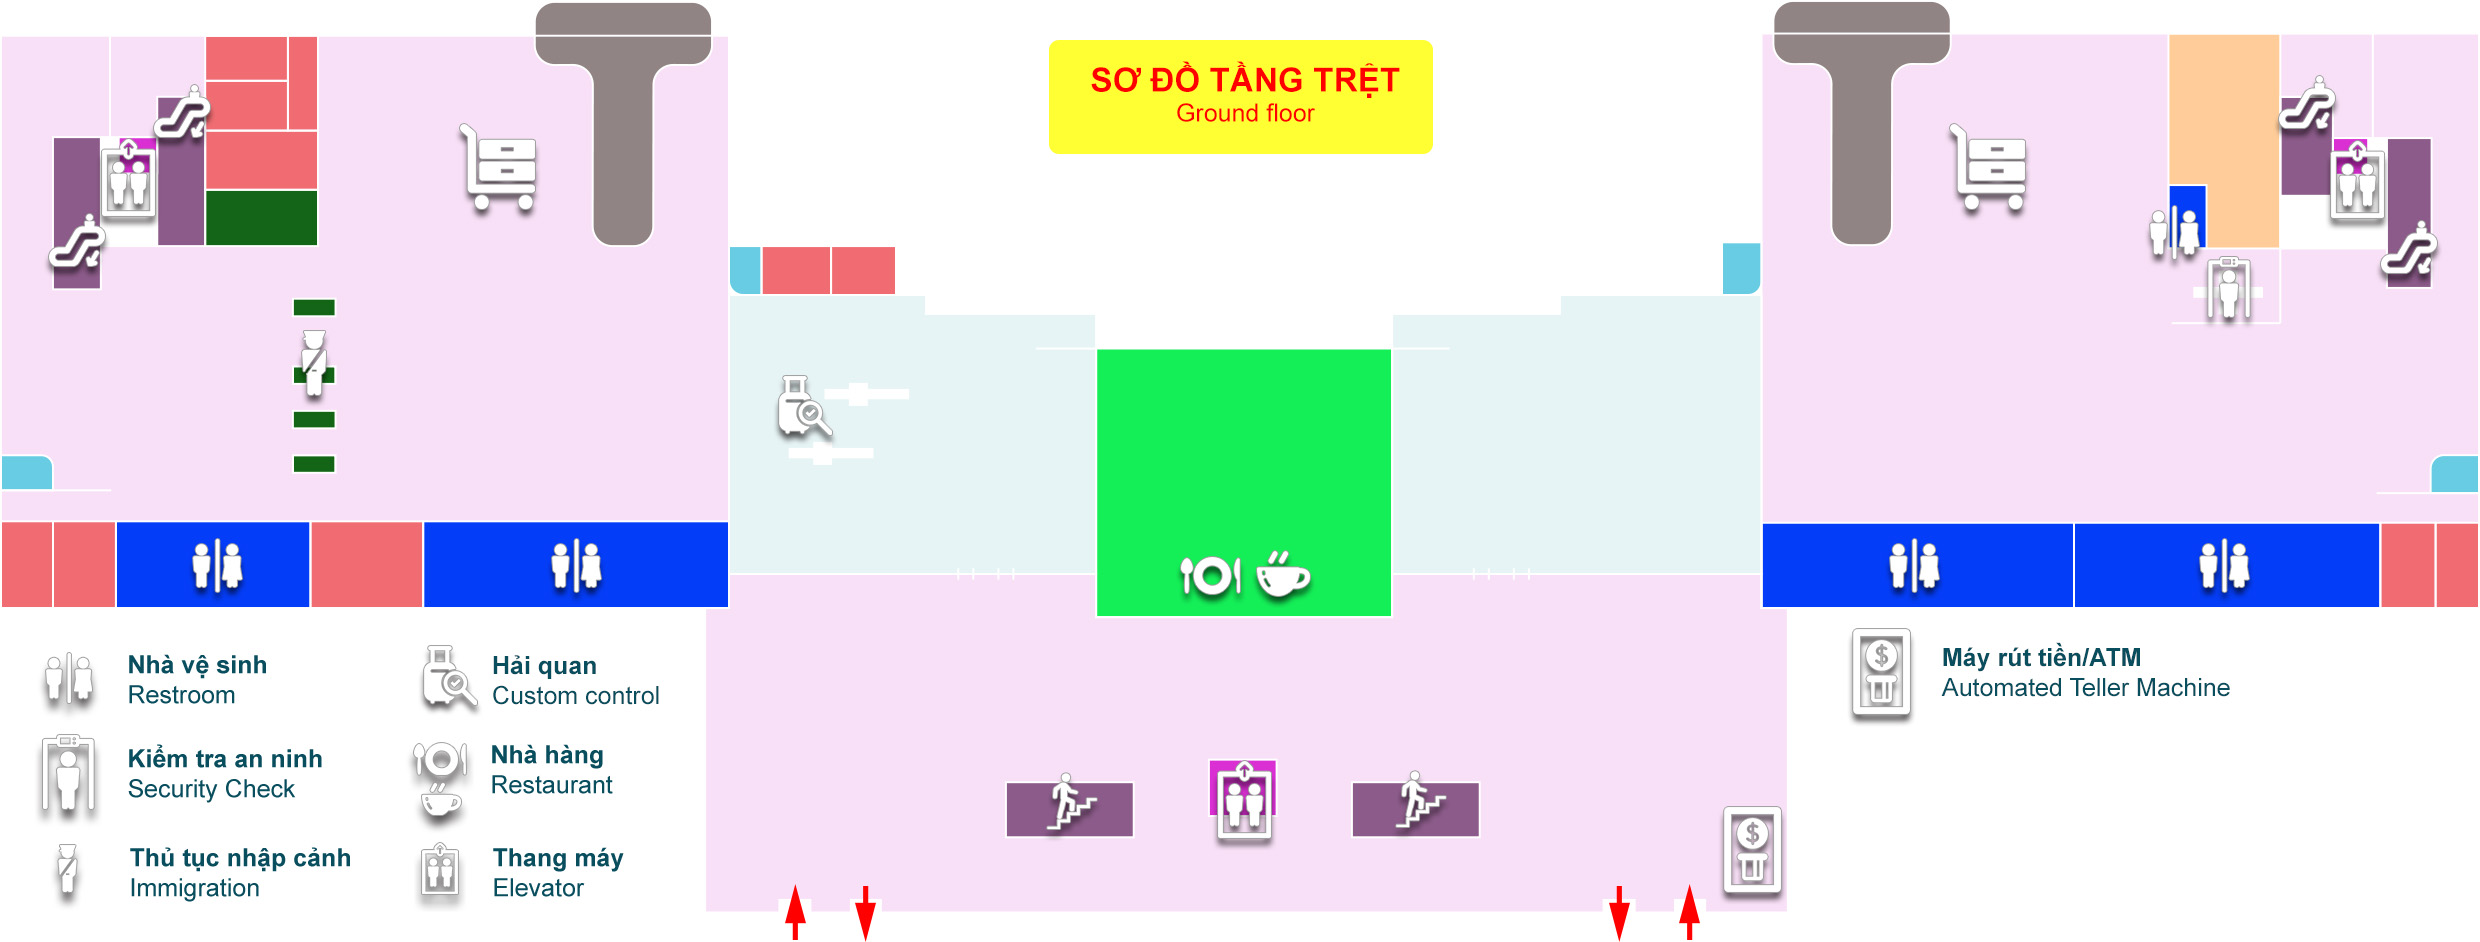 SƠ ĐỒ TẦNG TRỆT
Ground floor
Nhà vệ sinh
Restroom
Kiểm tra an ninh
Security Check
Thủ tục nhập cảnh
Immigration
Hải quan
Custom control
Nhà hàng
Restaurant
Thang máy
Elevator
Máy rút tiền/ATM
Automated Teller Machine
$
$